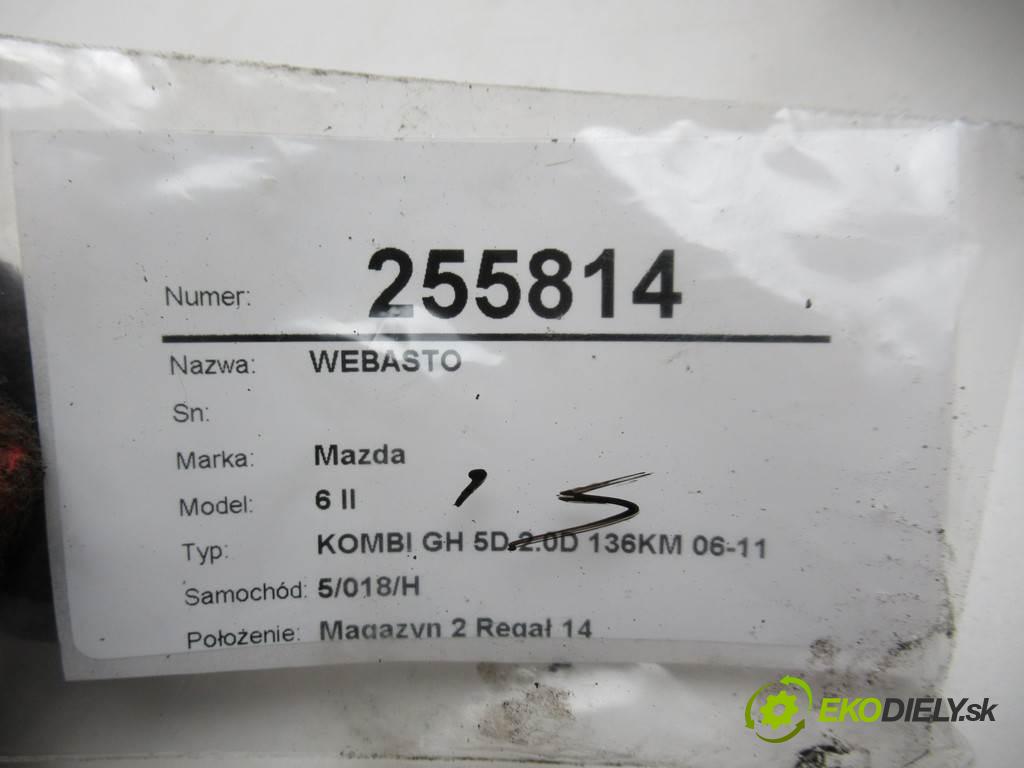 Numer: 255814
Nazwa: WEBASTO
Sn:
Marka: Mazda
Model: 6 II
, 5
Typ: KOMBI GH 5D 2.0D 136KM 06-11
Samochód: 5/018/H
Położenie: Magazyn 2 Regał 14
EKODIELY.sk